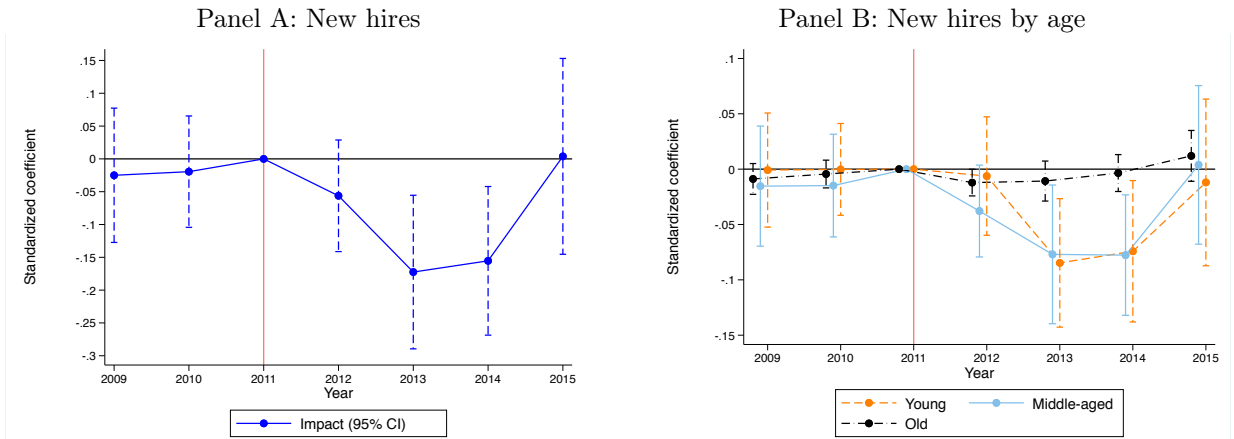 Panel A: New hires
Standardized coefficient
.15
.1
.05
0
-.05
-.1
-.15
-.2
-.25
-.3
2009 2010 2011 2012 2013 2014 2015
Year
Impact (95% CI)
Panel B: New hires by age
Standardized coefficient
.1
.05
0
-.05
-.1
-.15
2009 2010 2011 2012 2013 2014 2015
Year
Young Middle-aged
Old